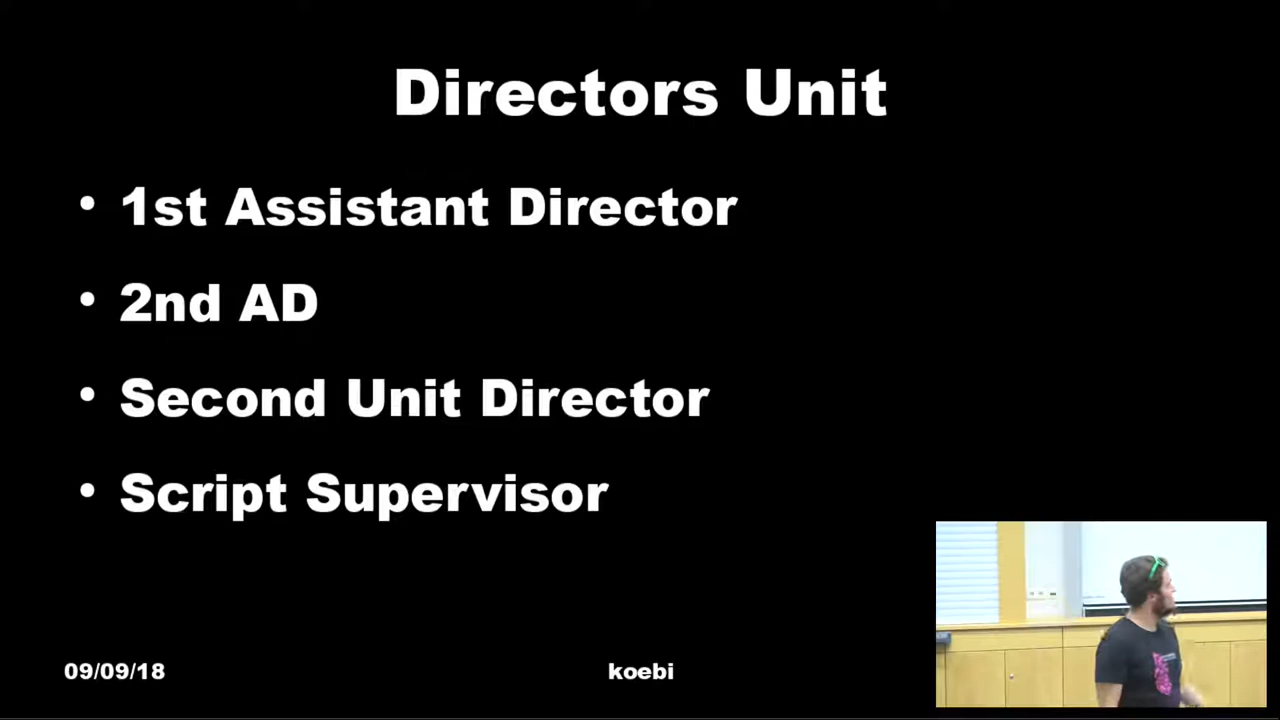 Directors Unit
• 1st Assistant Director
• 2nd AD
• Second Unit Director
• Script Supervisor
09/09/18
koebi